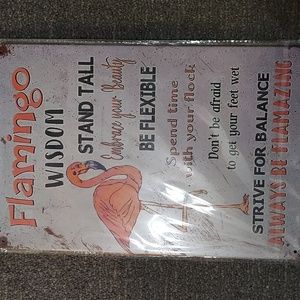 Flamingo
WISDOM
STAND TALL
Embrace your Beauty
BE FLEXIBLE
Spend time
with your flock
Don't be afraid
to get your feet wet
STRIVE FOR BALANCE
ALWAYS BE FLAMAZING